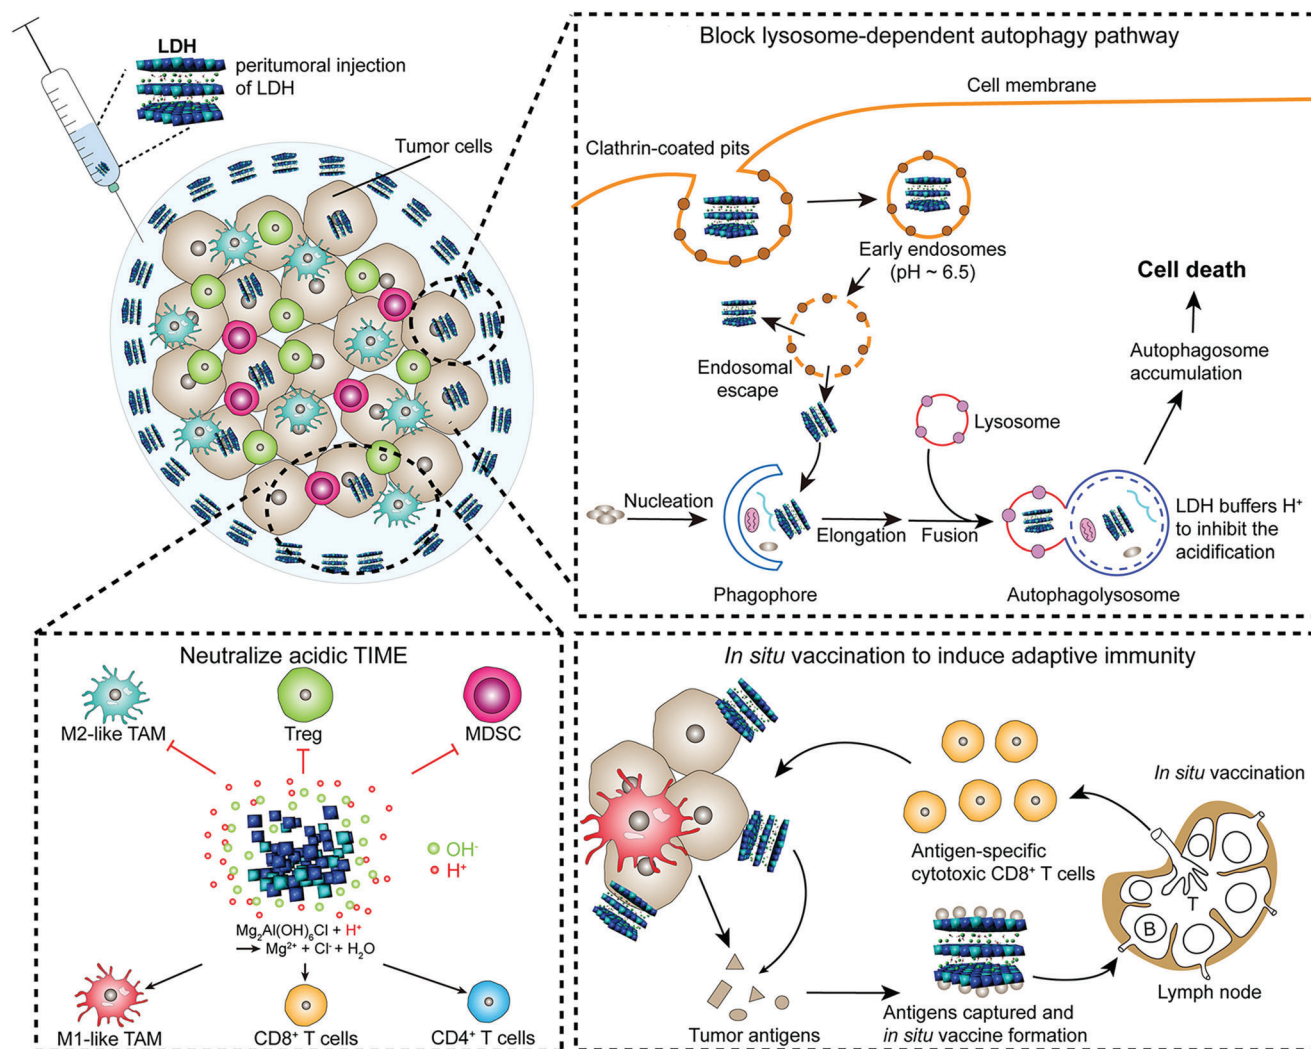 LDH
peritumoral injection
of LDH
Tumor cells
Block lysosome-dependent autophagy pathway
Cell membrane
Clathrin-coated pits
Early endosomes
(pH ~ 6.5)
Endosomal
escape
Cell death
Autophagosome
accumulation
Lysosome
Nucleation
Elongation
Fusion
LDH buffers H⁺
to inhibit the
acidification
Phagophore
Autophagolysosome
Neutralize acidic TIME
M2-like TAM
Treg
MDSC
OH⁻
H⁺
Mg₂Al(OH)₆Cl + H⁺
Mg²⁺ + Cl⁻ + H₂O
M1-like TAM
CD8⁺ T cells
CD4⁺ T cells
In situ vaccination to induce adaptive immunity
In situ vaccination
Antigen-specific
cytotoxic CD8⁺ T cells
T
B
Lymph node
Tumor antigens
Antigens captured and
in situ vaccine formation